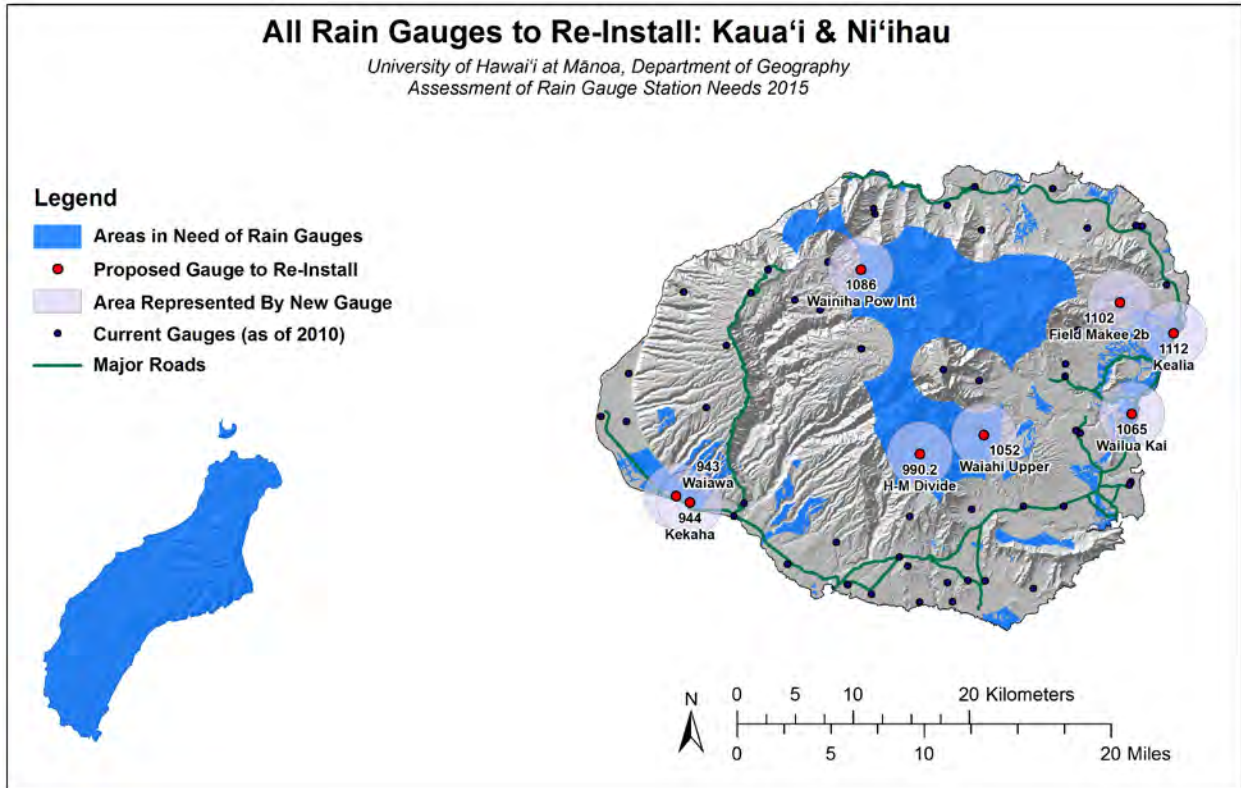 All Rain Gauges to Re-Install: Kaua‘i & Ni‘ihau
University of Hawai‘i at Mānoa, Department of Geography
Assessment of Rain Gauge Station Needs 2015
Legend
Areas in Need of Rain Gauges
Proposed Gauge to Re-Install
Area Represented By New Gauge
Current Gauges (as of 2010)
Major Roads
1086
Wainiha Pow Int
1102
Field Makee 2b
1112
Kealia
1065
Wailua Kai
1052
Waiahi Upper
990.2
H-M Divide
943
Waiawa
944
Kekaha
N
0 5 10 20 Kilometers
0 5 10 20 Miles